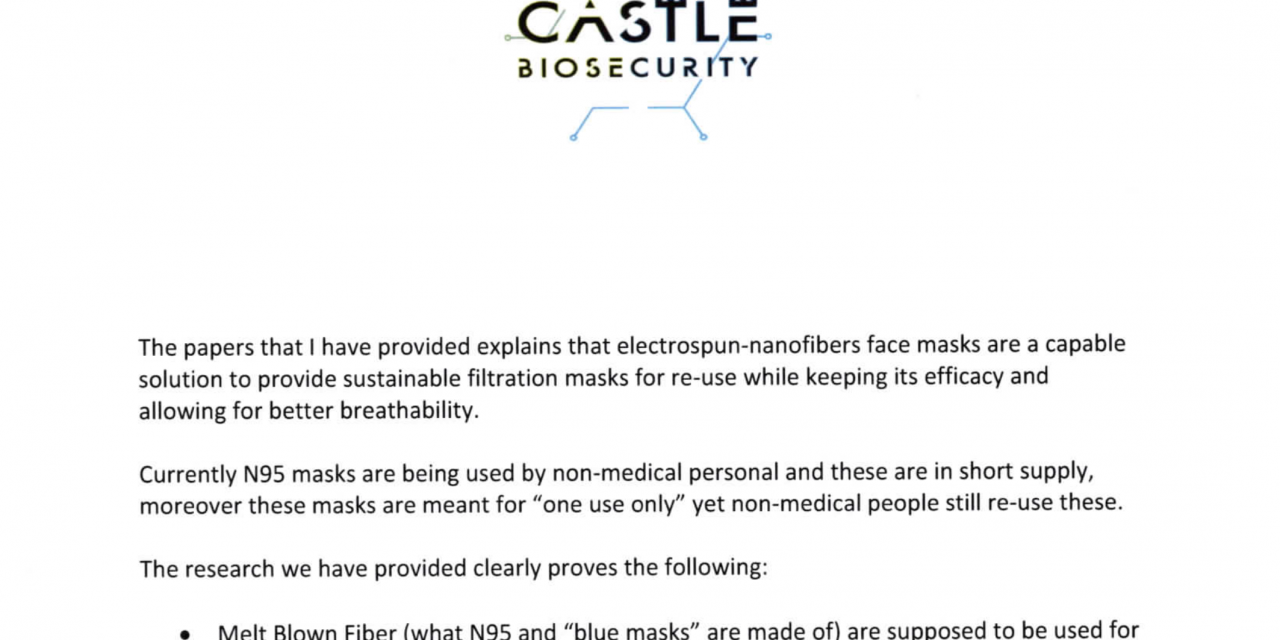 CASTLE
BIOSECURITY
The papers that I have provided explains that electrospun-nanofibers face masks are a capable
solution to provide sustainable filtration masks for re-use while keeping its efficacy and
allowing for better breathability.
Currently N95 masks are being used by non-medical personal and these are in short supply,
moreover these masks are meant for “one use only” yet non-medical people still re-use these.
The research we have provided clearly proves the following:
• Melt Blown Fiber (what N95 and “blue masks” are made of) are supposed to be used for